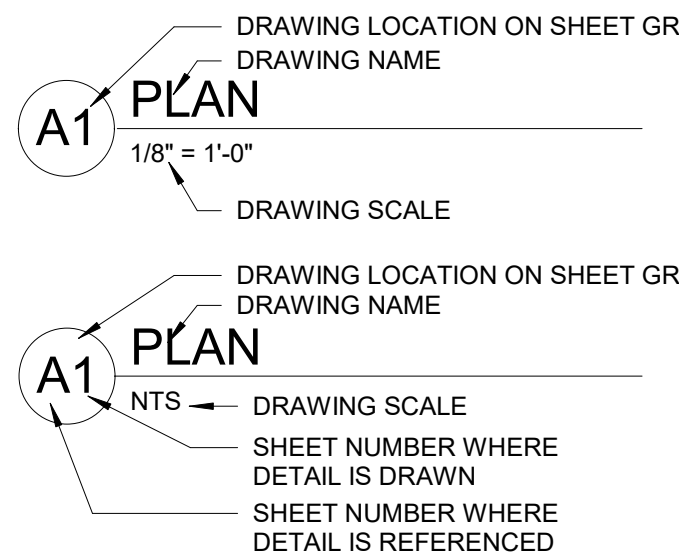 DRAWING LOCATION ON SHEET GR
DRAWING NAME
A1
PLAN
1/8" = 1'-0"
DRAWING SCALE
DRAWING LOCATION ON SHEET GR
DRAWING NAME
A1
PLAN
NTS
DRAWING SCALE
SHEET NUMBER WHERE
DETAIL IS DRAWN
SHEET NUMBER WHERE
DETAIL IS REFERENCED